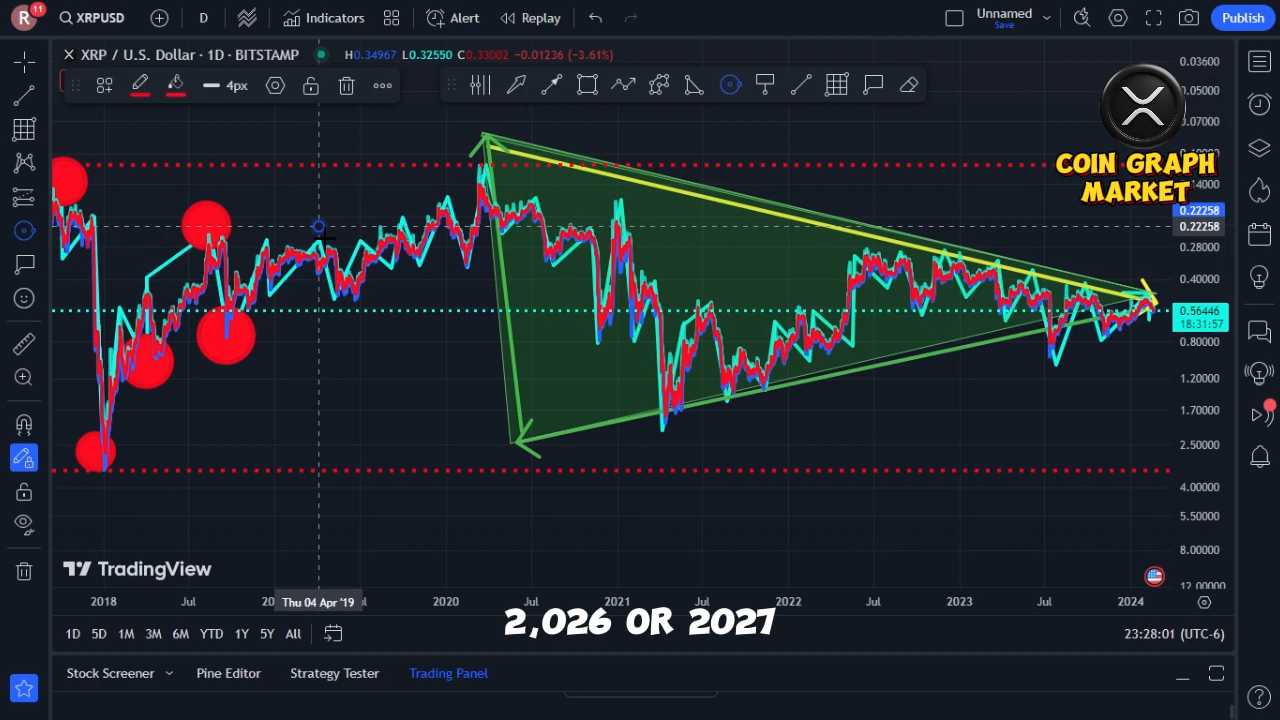 R 11 XRPUSD D Indicators Alert Replay Unnamed Save Publish
XRP / U.S. Dollar · 1D · BITSTAMP H0.34967 L0.32550 C0.33002 −0.01236 (−3.61%)
4px
COIN GRAPH
MARKET
0.03600
0.14000
0.22258
0.22258
0.28000
0.40000
0.56446
18:31:57
0.80000
1.20000
1.70000
2.50000
4.00000
5.50000
8.00000
12.00000
TradingView
2018 Jul Thu 04 Apr '19 2020 Jul 2021 Jul 2022 Jul 2023 Jul 2024
2,026 OR 2027
1D 5D 1M 3M 6M YTD 1Y 5Y All 23:28:01 (UTC-6)
Stock Screener Pine Editor Strategy Tester Trading Panel